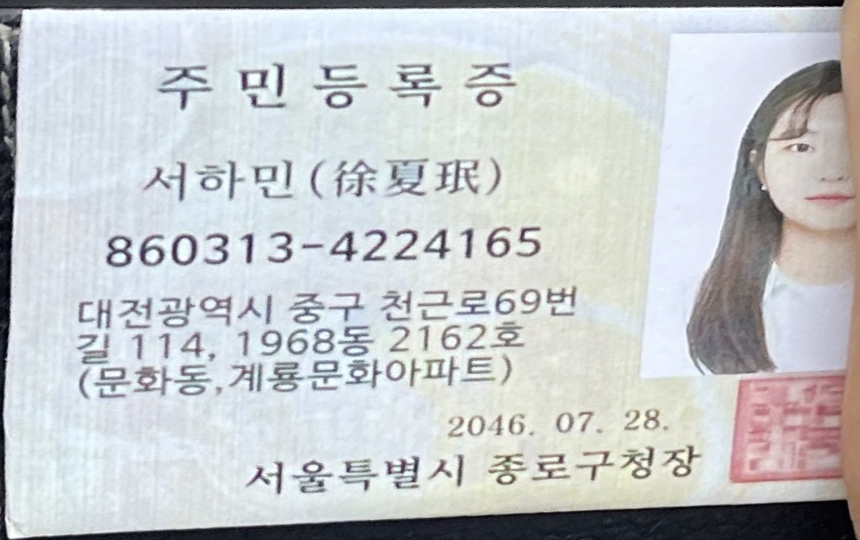 주민등록증
서하민(徐夏珉)
860313-4224165
대전광역시 중구 천근로69번
길 114, 1968동 2162호
(문화동,계룡문화아파트)
2046. 07. 28.
서울특별시 종로구청장